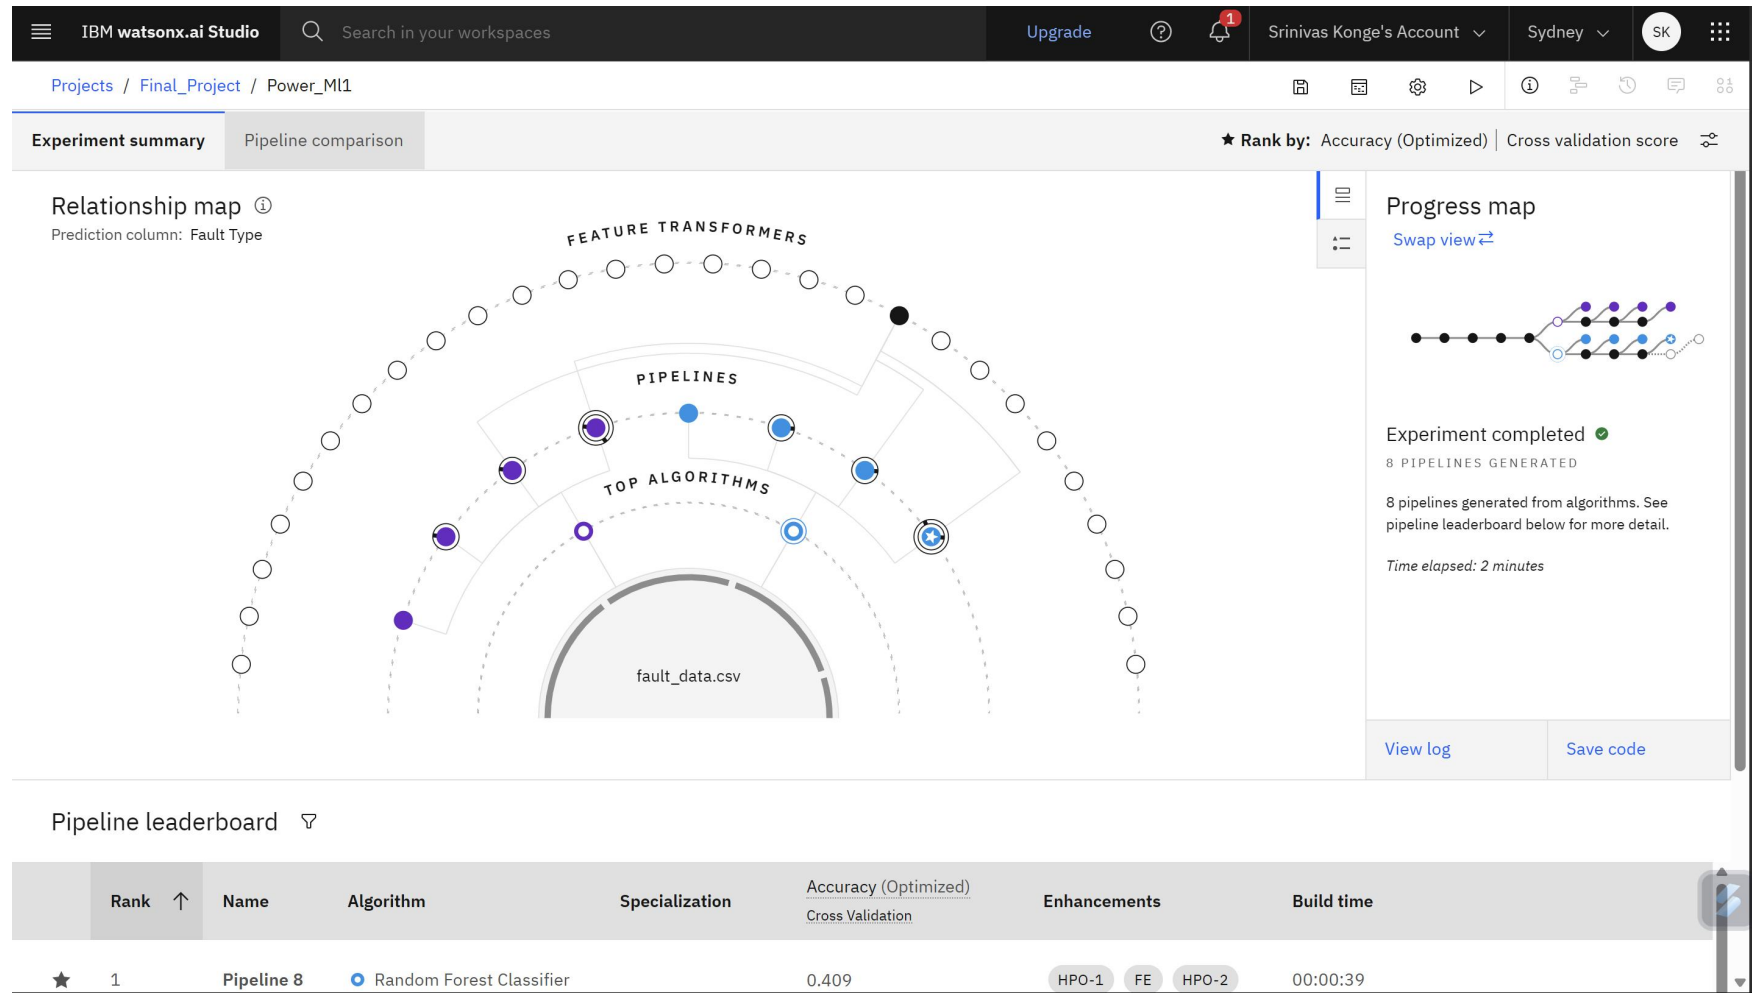 IBM watsonx.ai Studio
Search in your workspaces
Upgrade
1
Srinivas Konge's Account
Sydney
SK
Projects / Final_Project / Power_Ml1
Experiment summary
Pipeline comparison
Rank by: Accuracy (Optimized) | Cross validation score
Relationship map
Prediction column: Fault Type
FEATURE TRANSFORMERS
PIPELINES
TOP ALGORITHMS
fault_data.csv
Progress map
Swap view
Experiment completed
8 PIPELINES GENERATED
8 pipelines generated from algorithms. See
pipeline leaderboard below for more detail.
Time elapsed: 2 minutes
View log
Save code
Pipeline leaderboard
Rank
Name
Algorithm
Specialization
Accuracy (Optimized)
Cross Validation
Enhancements
Build time
1
Pipeline 8
Random Forest Classifier
0.409
HPO-1
FE
HPO-2
00:00:39